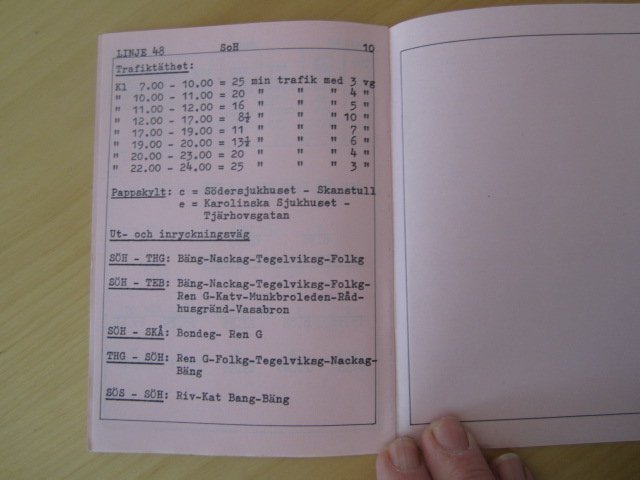 LINJE 48 SoH 10
Trafiktäthet:
Kl 7.00 - 10.00 = 25 min trafik med 3 vg
" 10.00 - 11.00 = 20 " " " 4 "
" 11.00 - 12.00 = 16 " " " 5 "
" 12.00 - 17.00 = 8½ " " " 10 "
" 17.00 - 19.00 = 11 " " " 7 "
" 19.00 - 20.00 = 13½ " " " 6 "
" 20.00 - 23.00 = 20 " " " 4 "
" 22.00 - 24.00 = 25 " " " 3 "
Pappskylt: c = Södersjukhuset - Skanstull
e = Karolinska Sjukhuset -
Tjärhovsgatan
Ut- och inryckningsväg
SÖH - THG: Bäng-Nackag-Tegelviksg-Folkg
SÖH - TEB: Bäng-Nackag-Tegelviksg-Folkg-
Ren G-Katv-Munkbroleden-Råd-
husgränd-Vasabron
SÖH - SKÅ: Bondeg- Ren G
THG - SÖH: Ren G-Folkg-Tegelviksg-Nackag-
Bäng
SÖS - SÖH: Riv-Kat Bang-Bäng